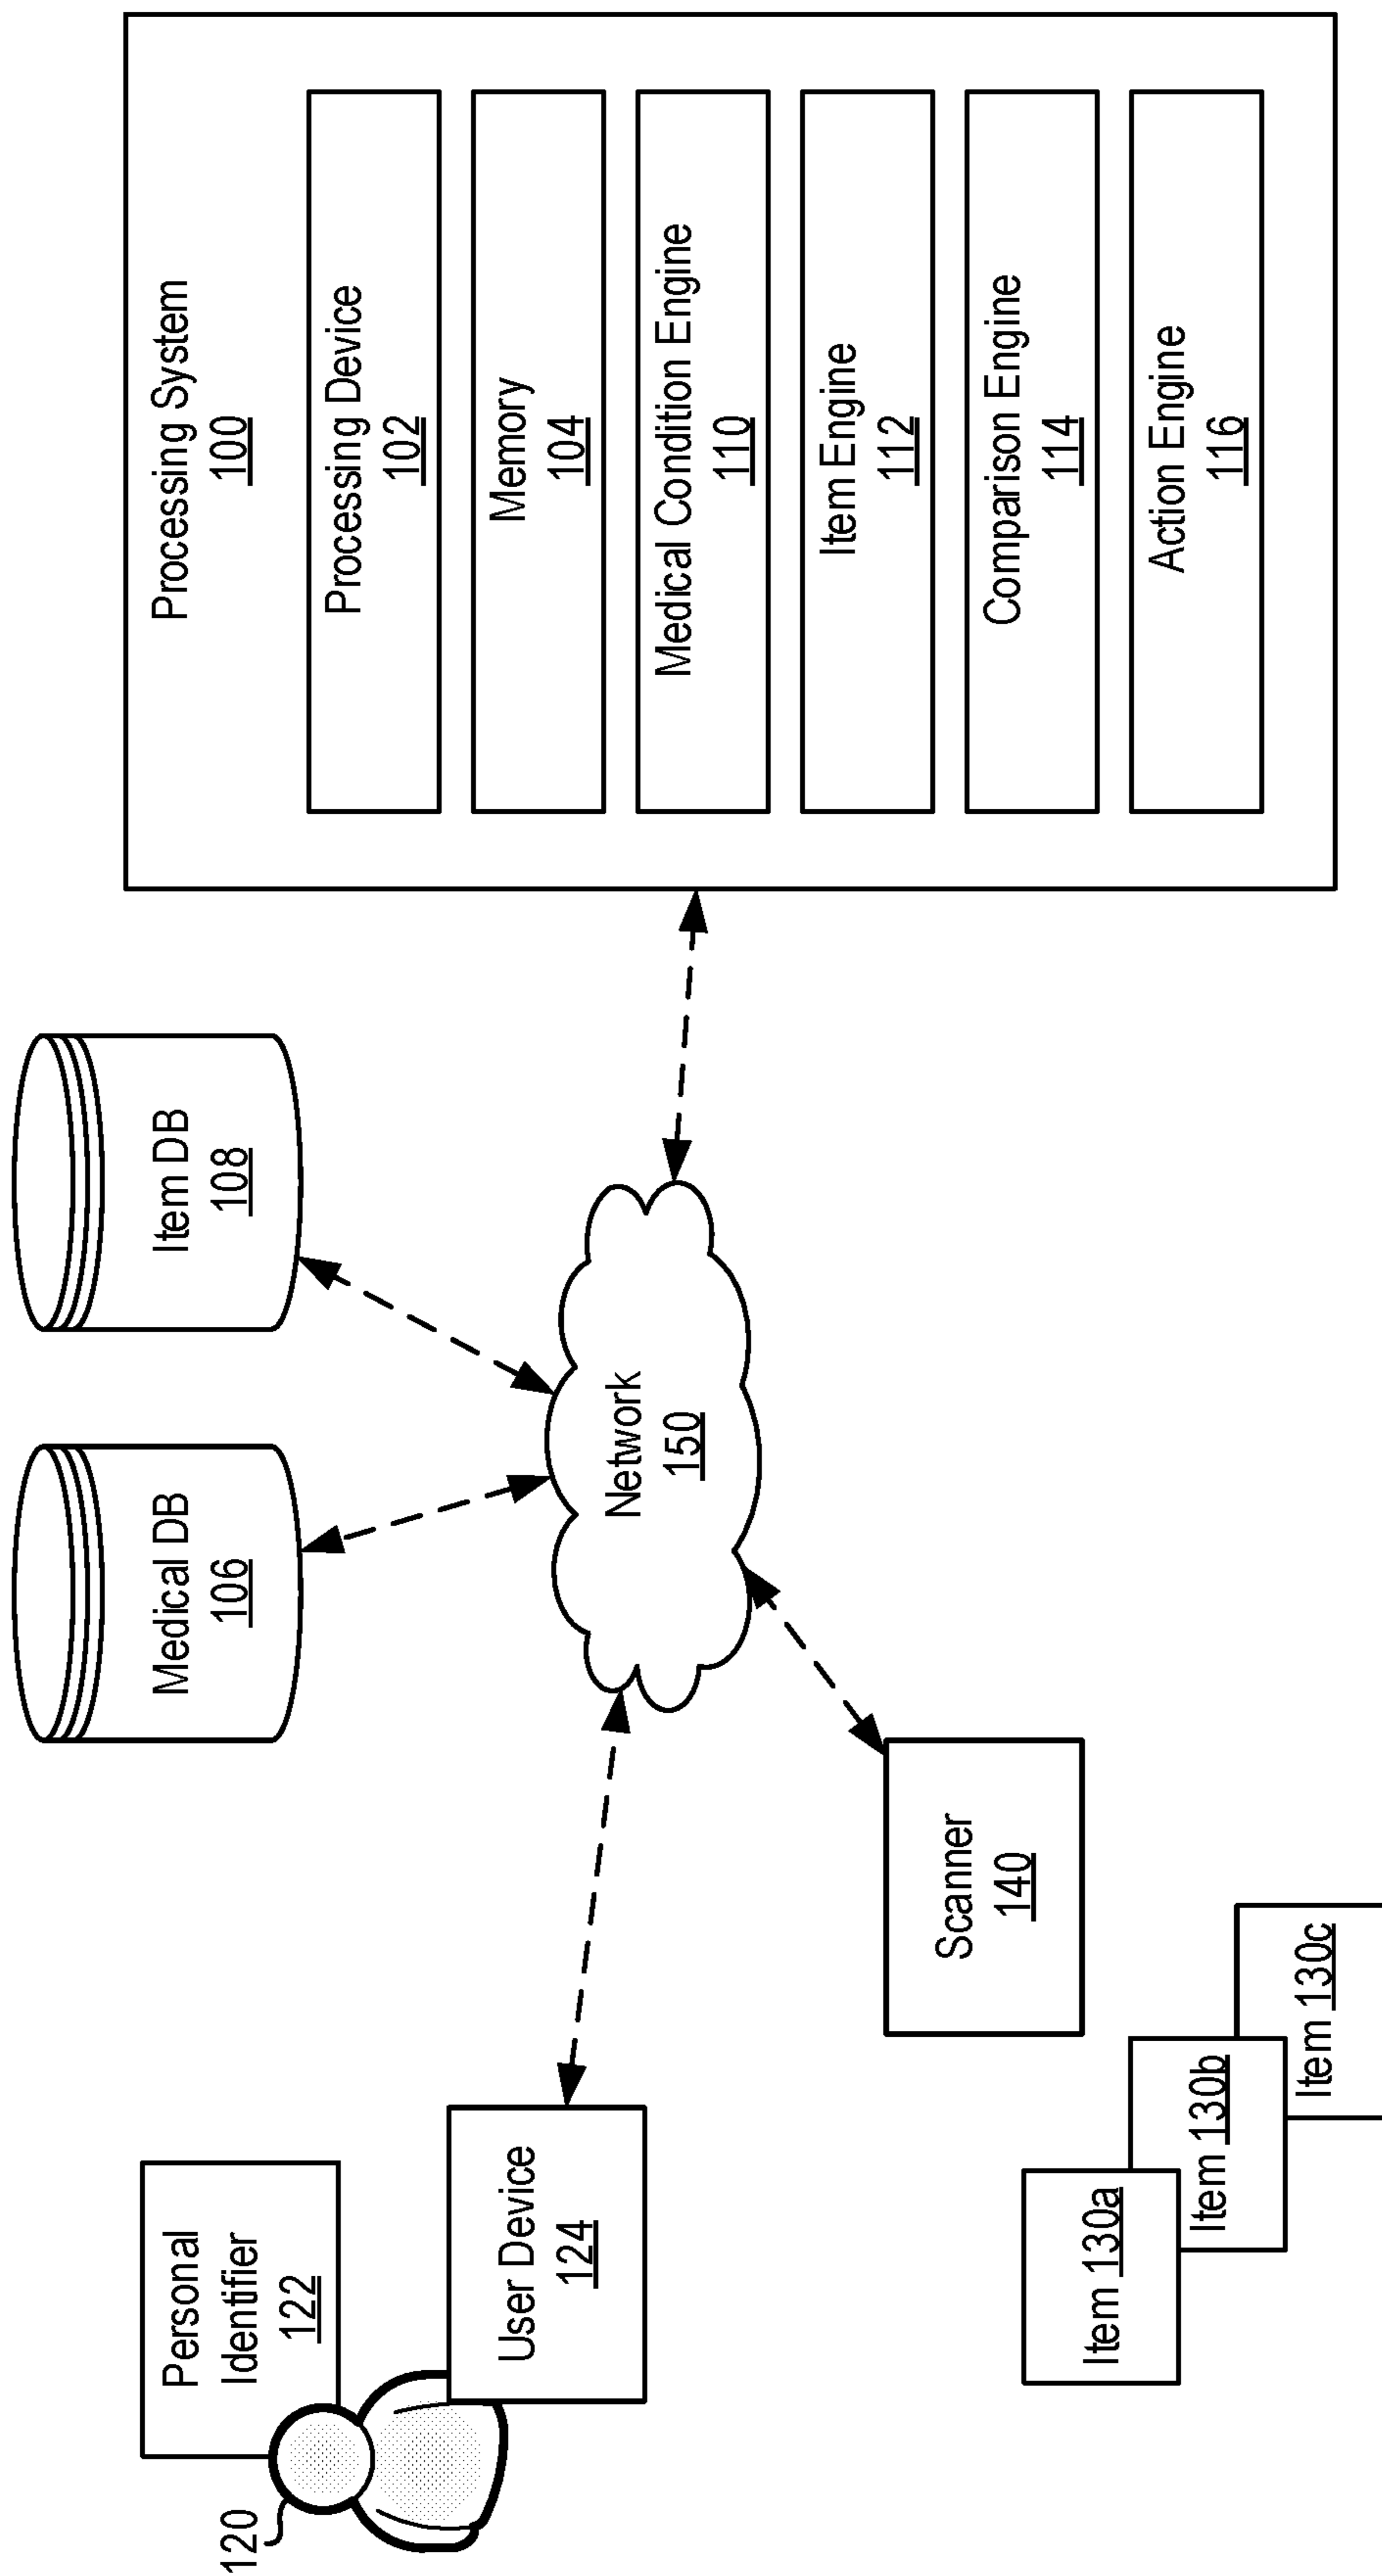 120
Personal
Identifier
122
User Device
124
Medical DB
106
Item DB
108
Network
150
Scanner
140
Item 130a
Item 130b
Item 130c
Processing System
100
Processing Device
102
Memory
104
Medical Condition Engine
110
Item Engine
112
Comparison Engine
114
Action Engine
116